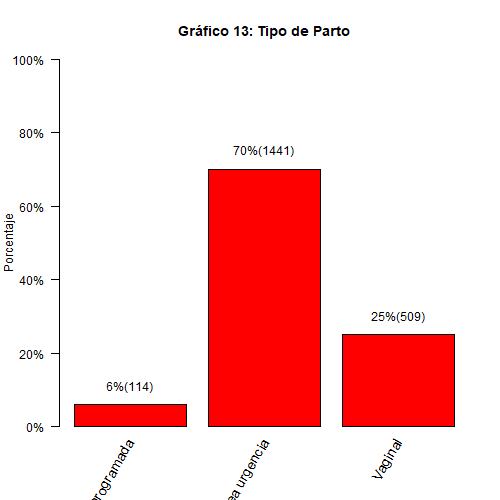 Gráfico 13: Tipo de Parto
100%
80%
60%
40%
20%
0%
Porcentaje
6%(114)
70%(1441)
25%(509)
urgencia
Vaginal